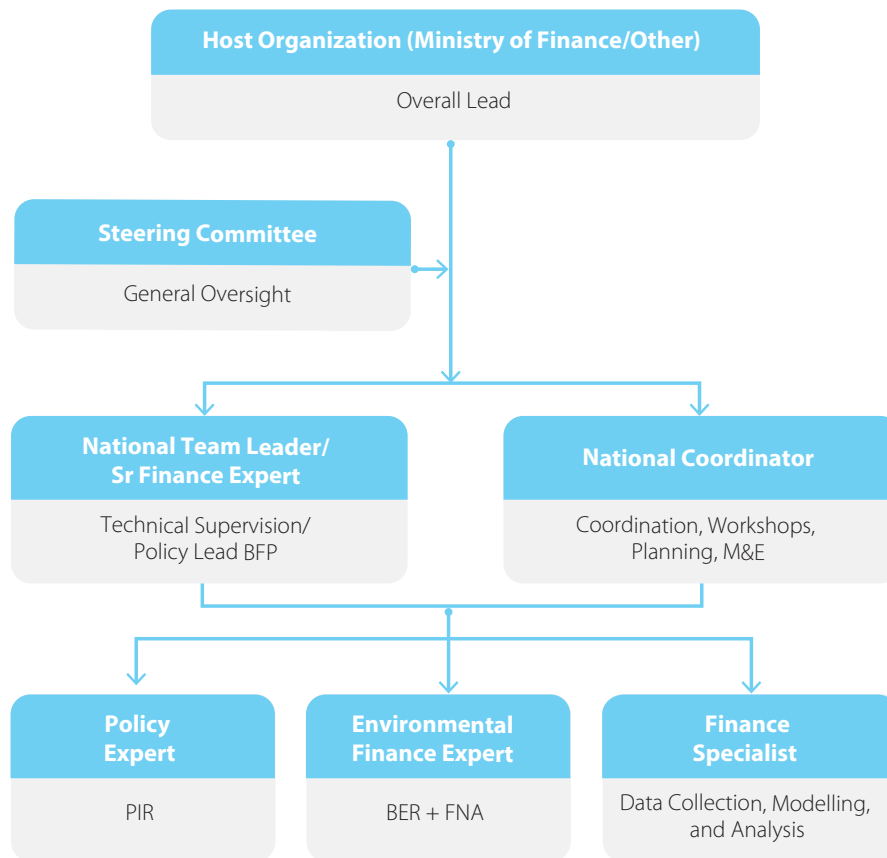 Host Organization (Ministry of Finance/Other)
Overall Lead
Steering Committee
General Oversight
National Team Leader/
Sr Finance Expert
Technical Supervision/
Policy Lead BFP
National Coordinator
Coordination, Workshops,
Planning, M&E
Policy
Expert
PIR
Environmental
Finance Expert
BER + FNA
Finance
Specialist
Data Collection, Modelling,
and Analysis